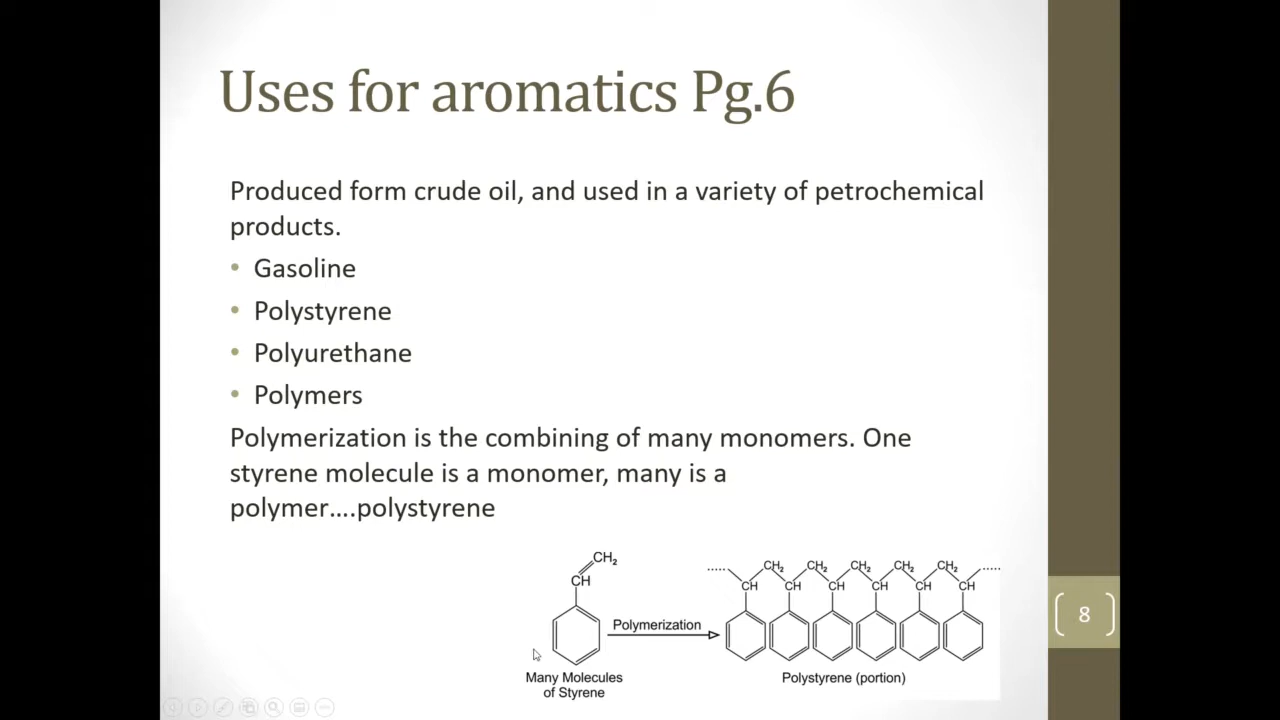 Uses for aromatics Pg.6
Produced form crude oil, and used in a variety of petrochemical
products.
• Gasoline
• Polystyrene
• Polyurethane
• Polymers
Polymerization is the combining of many monomers. One
styrene molecule is a monomer, many is a
polymer....polystyrene
CH₂
CH
Polymerization
Many Molecules
of Styrene
...... CH₂ CH₂ CH₂ CH₂ CH₂ ......
CH CH CH CH CH CH
Polystyrene (portion)
8